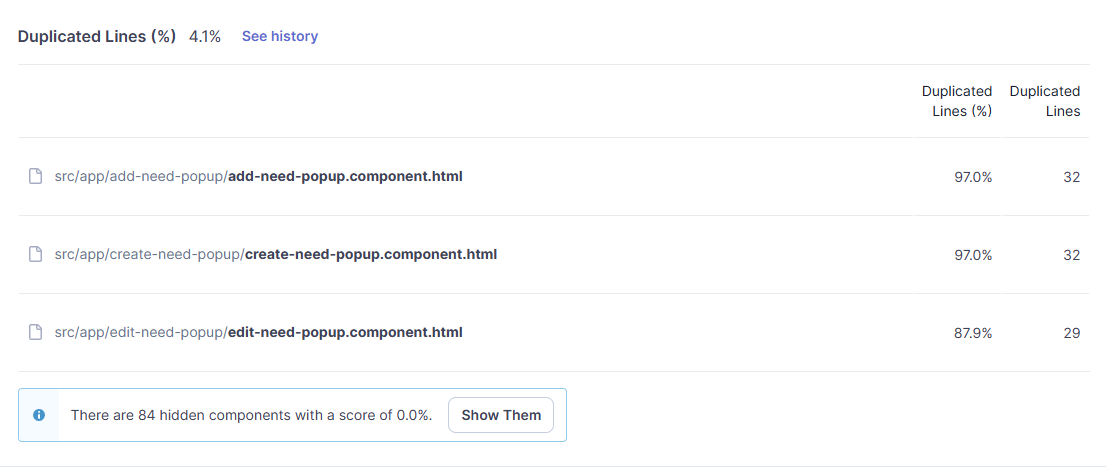 Duplicated Lines (%) 4.1% See history
Duplicated Lines (%) Duplicated Lines
src/app/add-need-popup/add-need-popup.component.html 97.0% 32
src/app/create-need-popup/create-need-popup.component.html 97.0% 32
src/app/edit-need-popup/edit-need-popup.component.html 87.9% 29
There are 84 hidden components with a score of 0.0%. Show Them